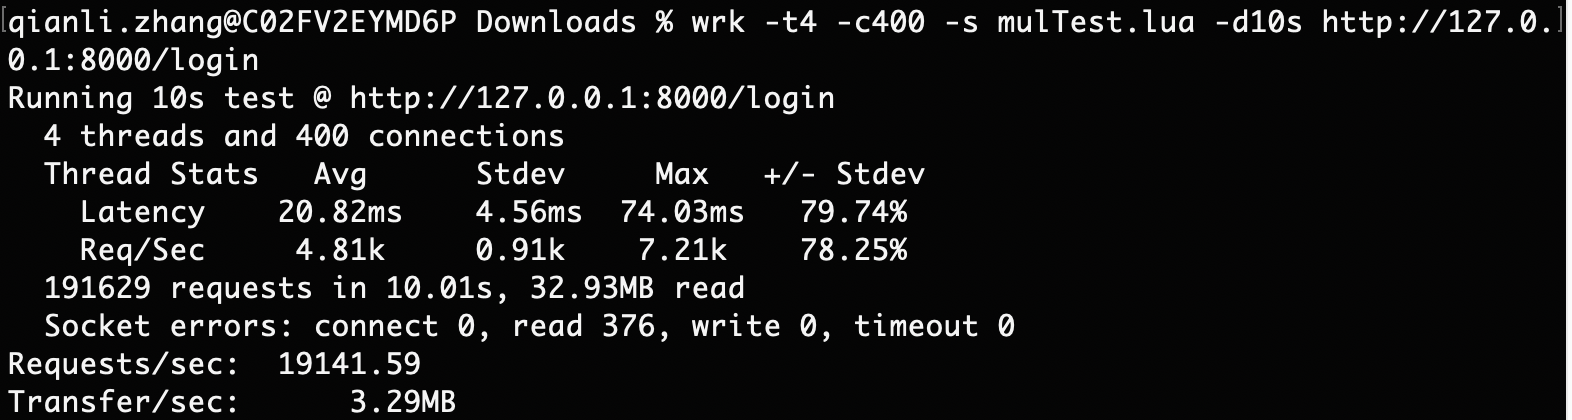 [qianli.zhang@C02FV2EYMD6P Downloads % wrk -t4 -c400 -s mulTest.lua -d10s http://127.0.]
0.1:8000/login
Running 10s test @ http://127.0.0.1:8000/login
  4 threads and 400 connections
  Thread Stats   Avg      Stdev     Max   +/- Stdev
    Latency    20.82ms    4.56ms  74.03ms   79.74%
    Req/Sec     4.81k     0.91k    7.21k    78.25%
  191629 requests in 10.01s, 32.93MB read
  Socket errors: connect 0, read 376, write 0, timeout 0
Requests/sec:  19141.59
Transfer/sec:      3.29MB